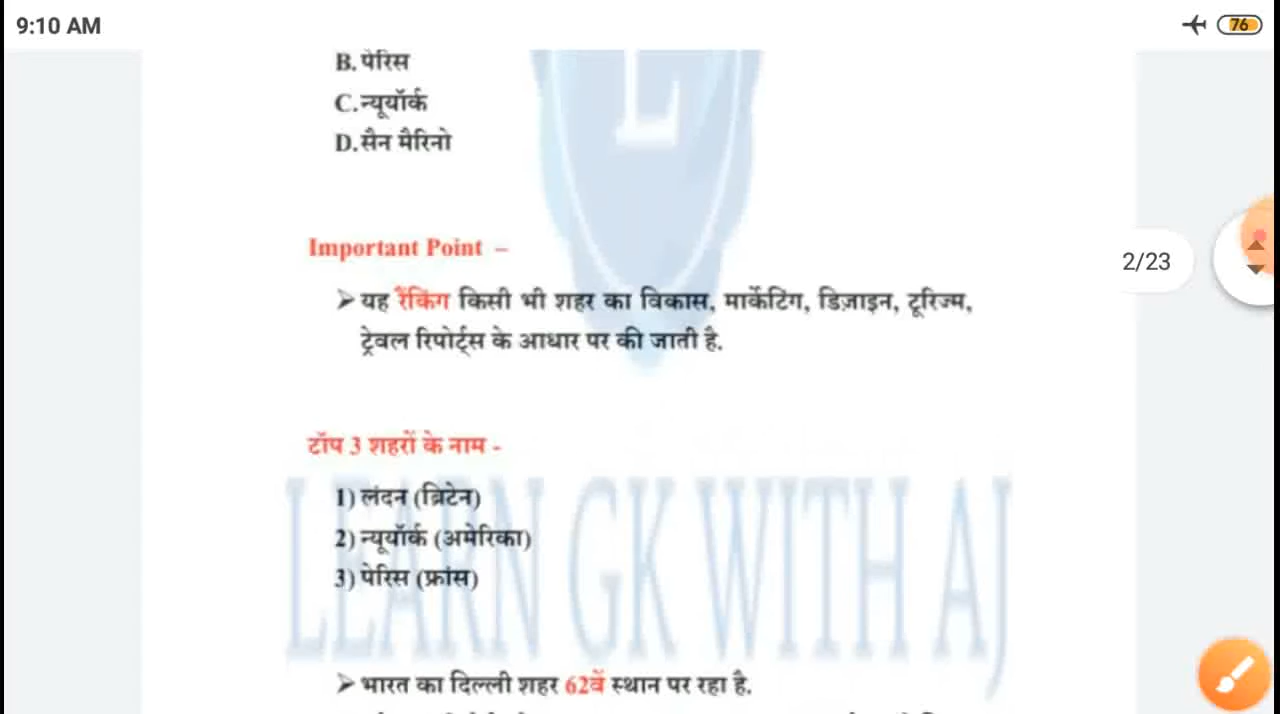 9:10 AM
76
B. पेरिस
C. न्यूयॉर्क
D. सैन मैरिनो
Important Point –
2/23
➢ यह रैंकिंग किसी भी शहर का विकास, मार्केटिंग, डिज़ाइन, टूरिज्म,
ट्रेवल रिपोर्ट्स के आधार पर की जाती है.
टॉप 3 शहरों के नाम -
1) लंदन (ब्रिटेन)
2) न्यूयॉर्क (अमेरिका)
3) पेरिस (फ्रांस)
LEARN GK WITH AJ
➢ भारत का दिल्ली शहर 62वें स्थान पर रहा है.